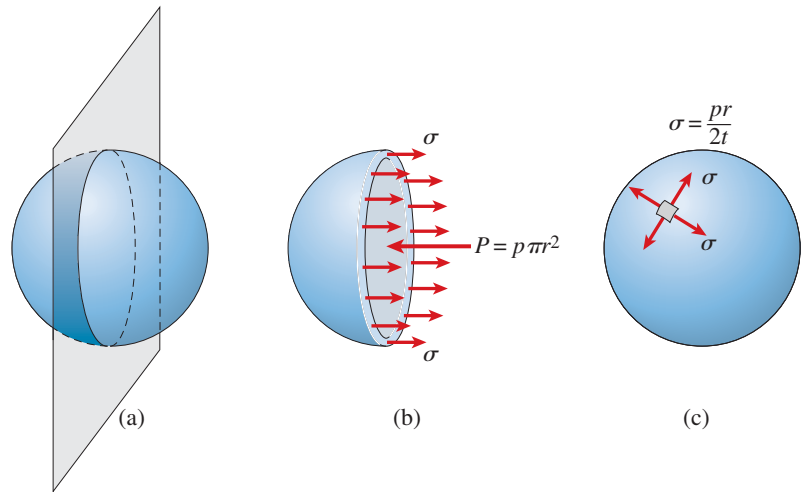 σ
P = pπr²
σ
(a)
(b)
σ = pr/2t
σ
σ
(c)